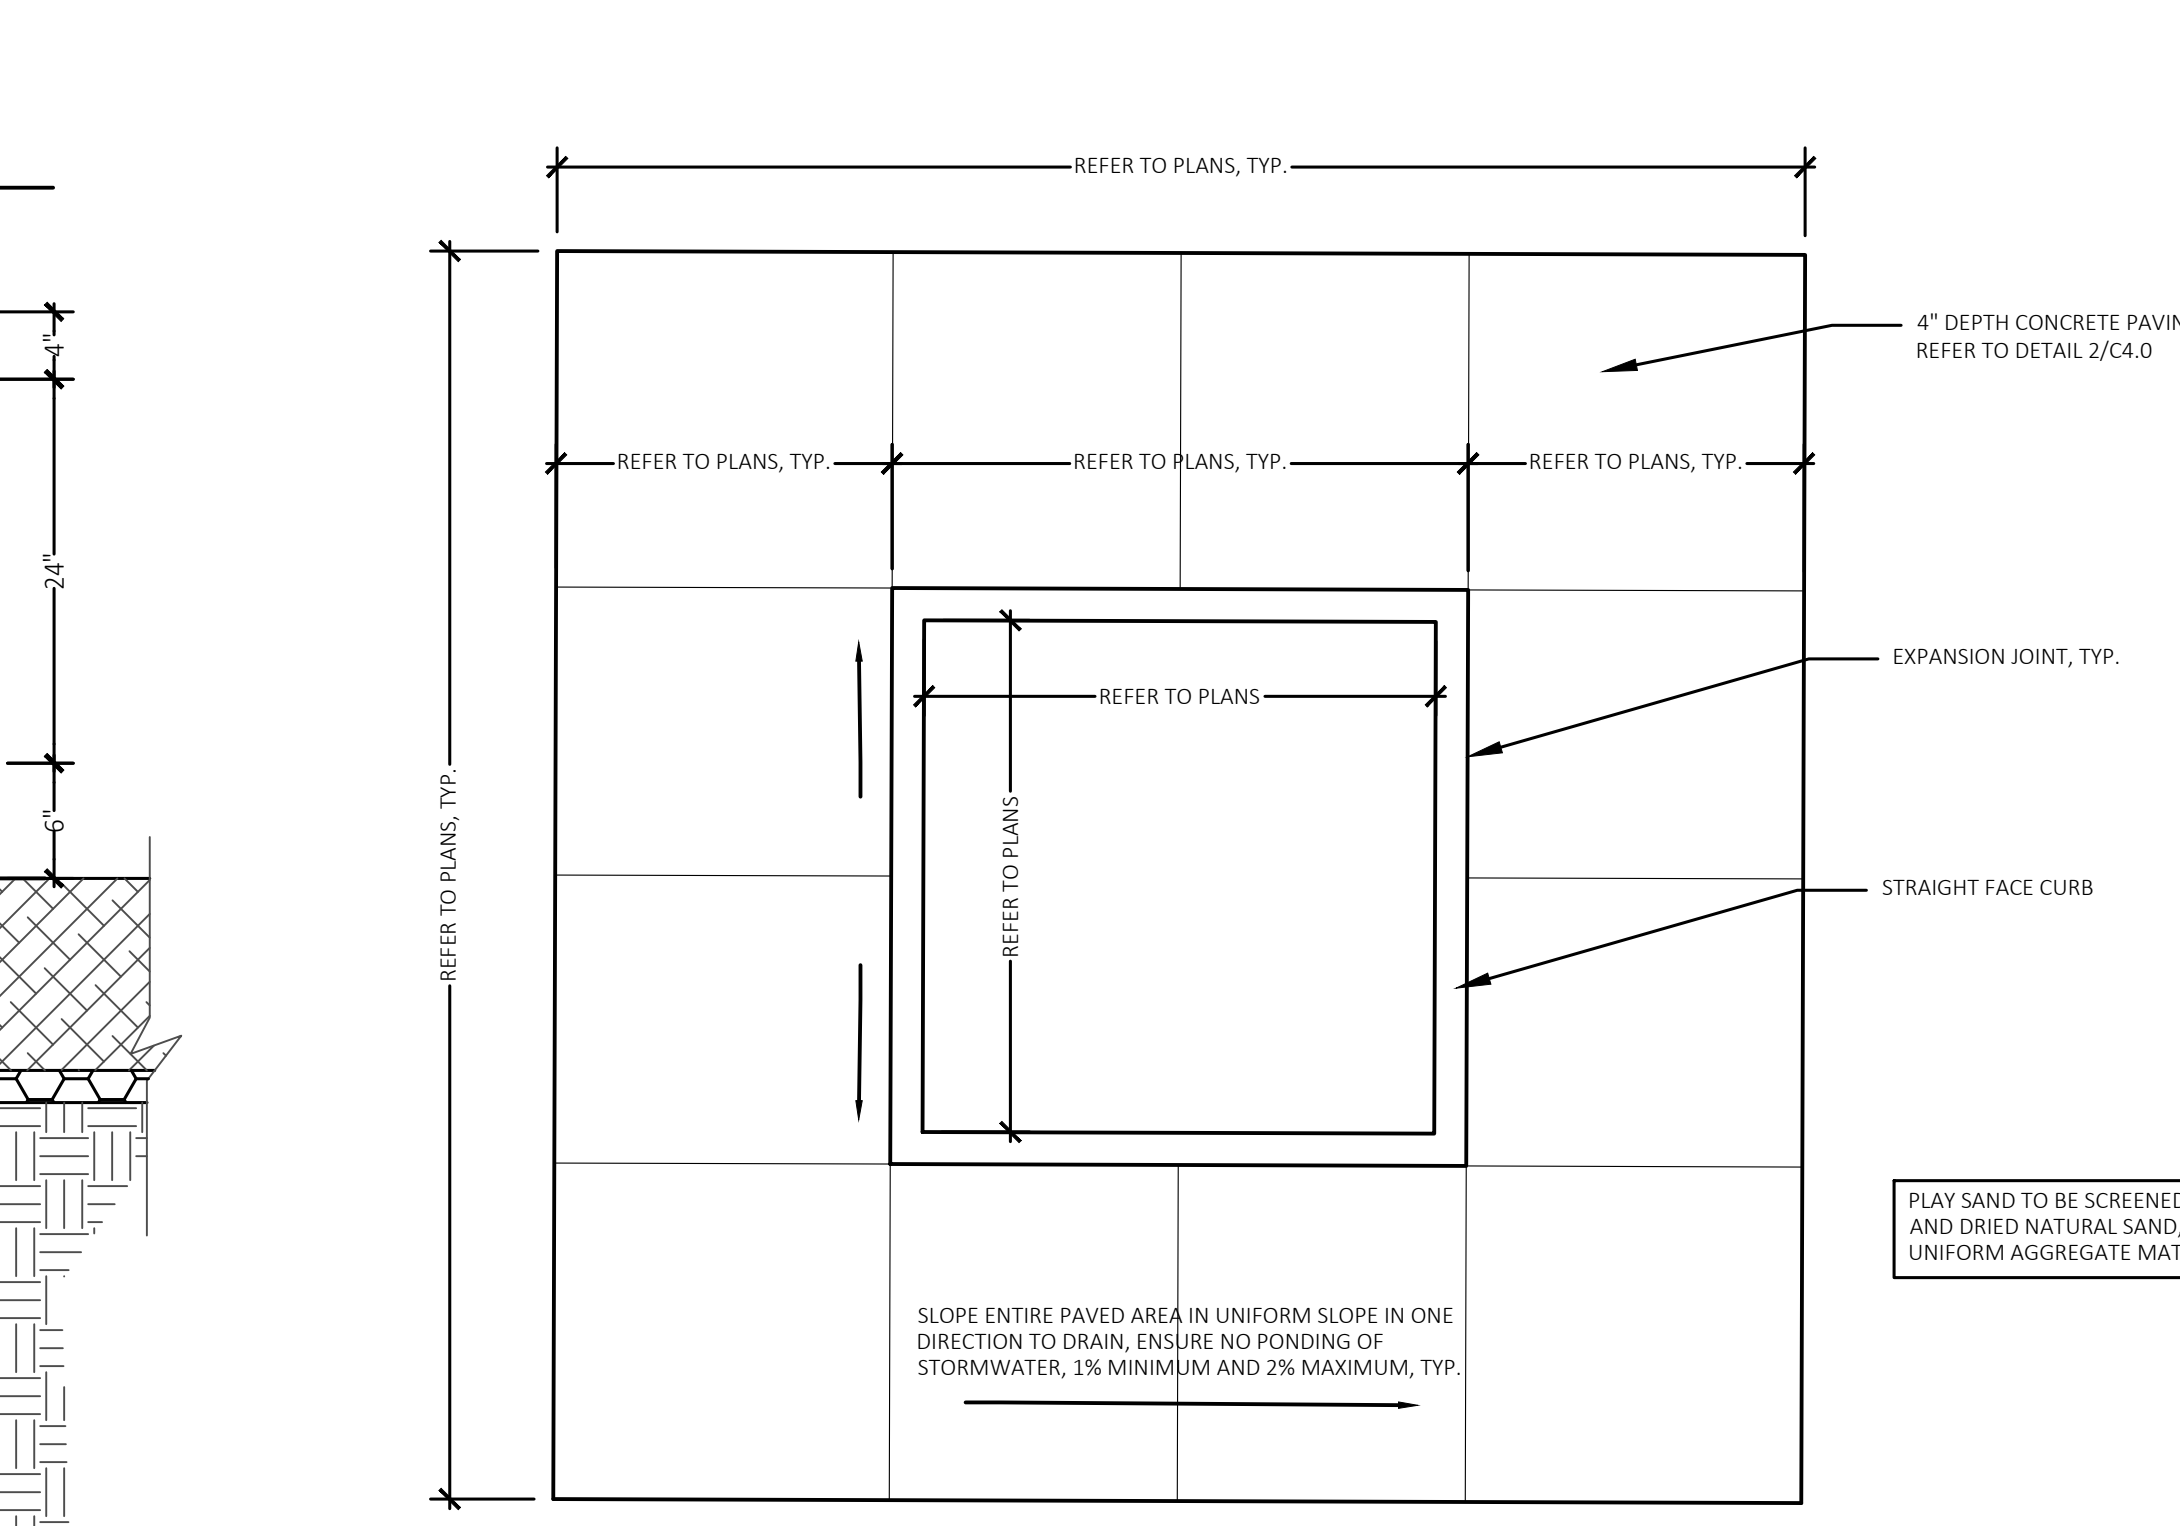 REFER TO PLANS, TYP.
4"
24"
6"
REFER TO PLANS, TYP.
4" DEPTH CONCRETE PAVIN
REFER TO DETAIL 2/C4.0
REFER TO PLANS, TYP.
REFER TO PLANS, TYP.
REFER TO PLANS, TYP.
EXPANSION JOINT, TYP.
REFER TO PLANS
REFER TO PLANS
STRAIGHT FACE CURB
PLAY SAND TO BE SCREENED
AND DRIED NATURAL SAND,
UNIFORM AGGREGATE MAT
SLOPE ENTIRE PAVED AREA IN UNIFORM SLOPE IN ONE
DIRECTION TO DRAIN, ENSURE NO PONDING OF
STORMWATER, 1% MINIMUM AND 2% MAXIMUM, TYP.